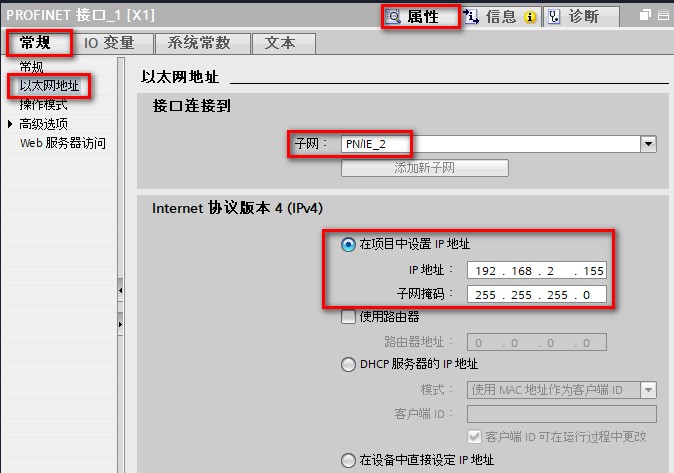 PROFINET 接口_1 [X1]
属性
信息
诊断
常规
IO 变量
系统常数
文本
常规
以太网地址
操作模式
高级选项
Web 服务器访问
以太网地址
接口连接到
子网：
PN/IE_2
添加新子网
Internet 协议版本 4 (IPv4)
在项目中设置 IP 地址
IP 地址： 192 . 168 . 2 . 155
子网掩码： 255 . 255 . 255 . 0
使用路由器
路由器地址： 0 . 0 . 0 . 0
DHCP 服务器的 IP 地址
模式： 使用 MAC 地址作为客户端 ID
客户端 ID：
客户端 ID 可在运行过程中更改
在设备中直接设定 IP 地址